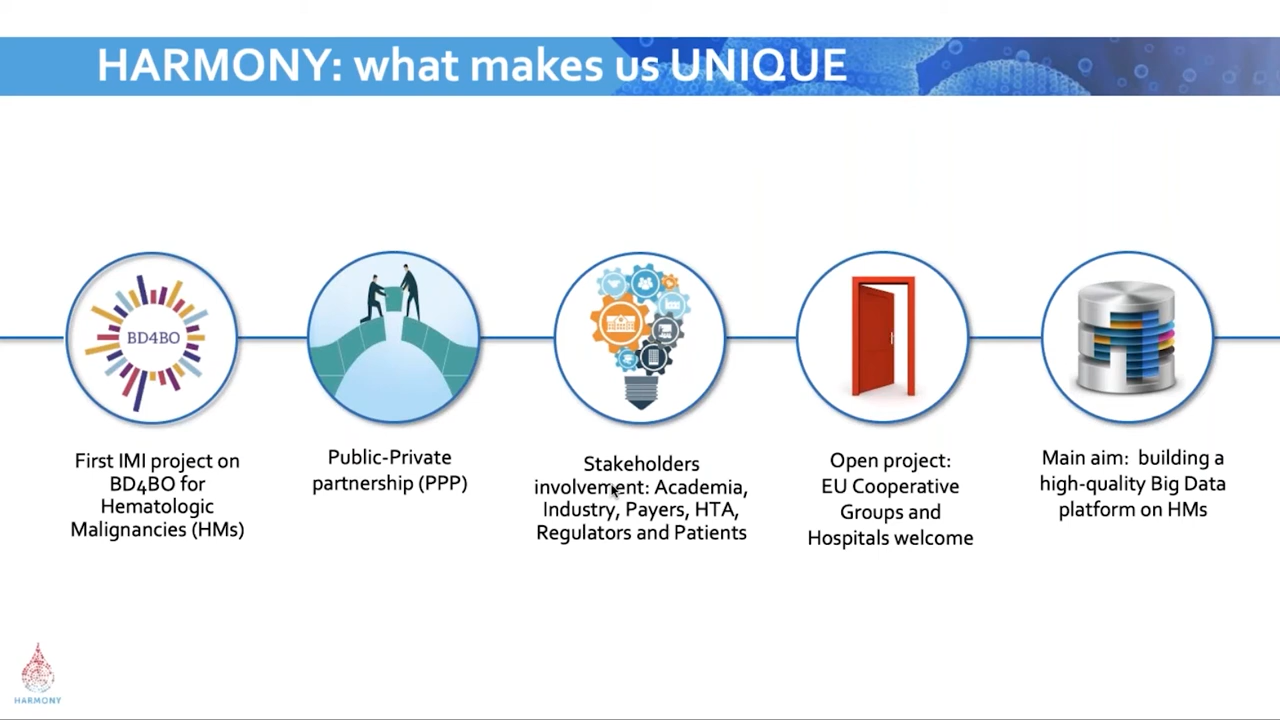 HARMONY: what makes us UNIQUE
BD4BO
First IMI project on
BD4BO for
Hematologic
Malignancies (HMs)
Public-Private
partnership (PPP)
Stakeholders
involvement: Academia,
Industry, Payers, HTA,
Regulators and Patients
Open project:
EU Cooperative
Groups and
Hospitals welcome
Main aim:  building a
high-quality Big Data
platform on HMs
HARMONY